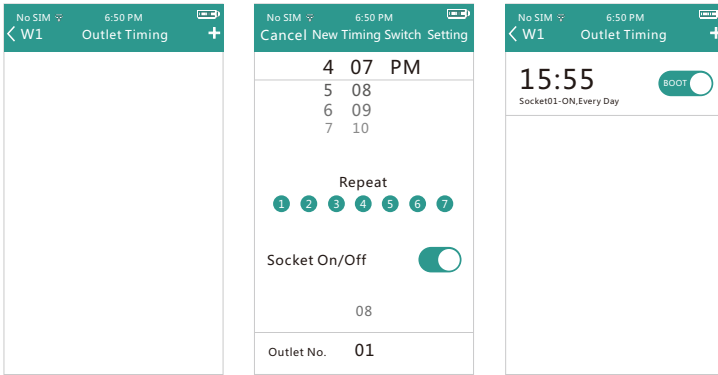 No SIM 6:50 PM
W1 Outlet Timing +
No SIM 6:50 PM
Cancel New Timing Switch Setting
4 07 PM
5 08
6 09
7 10
Repeat
1 2 3 4 5 6 7
Socket On/Off
08
Outlet No. 01
No SIM 6:50 PM
W1 Outlet Timing +
15:55
BOOT
Socket01-ON,Every Day